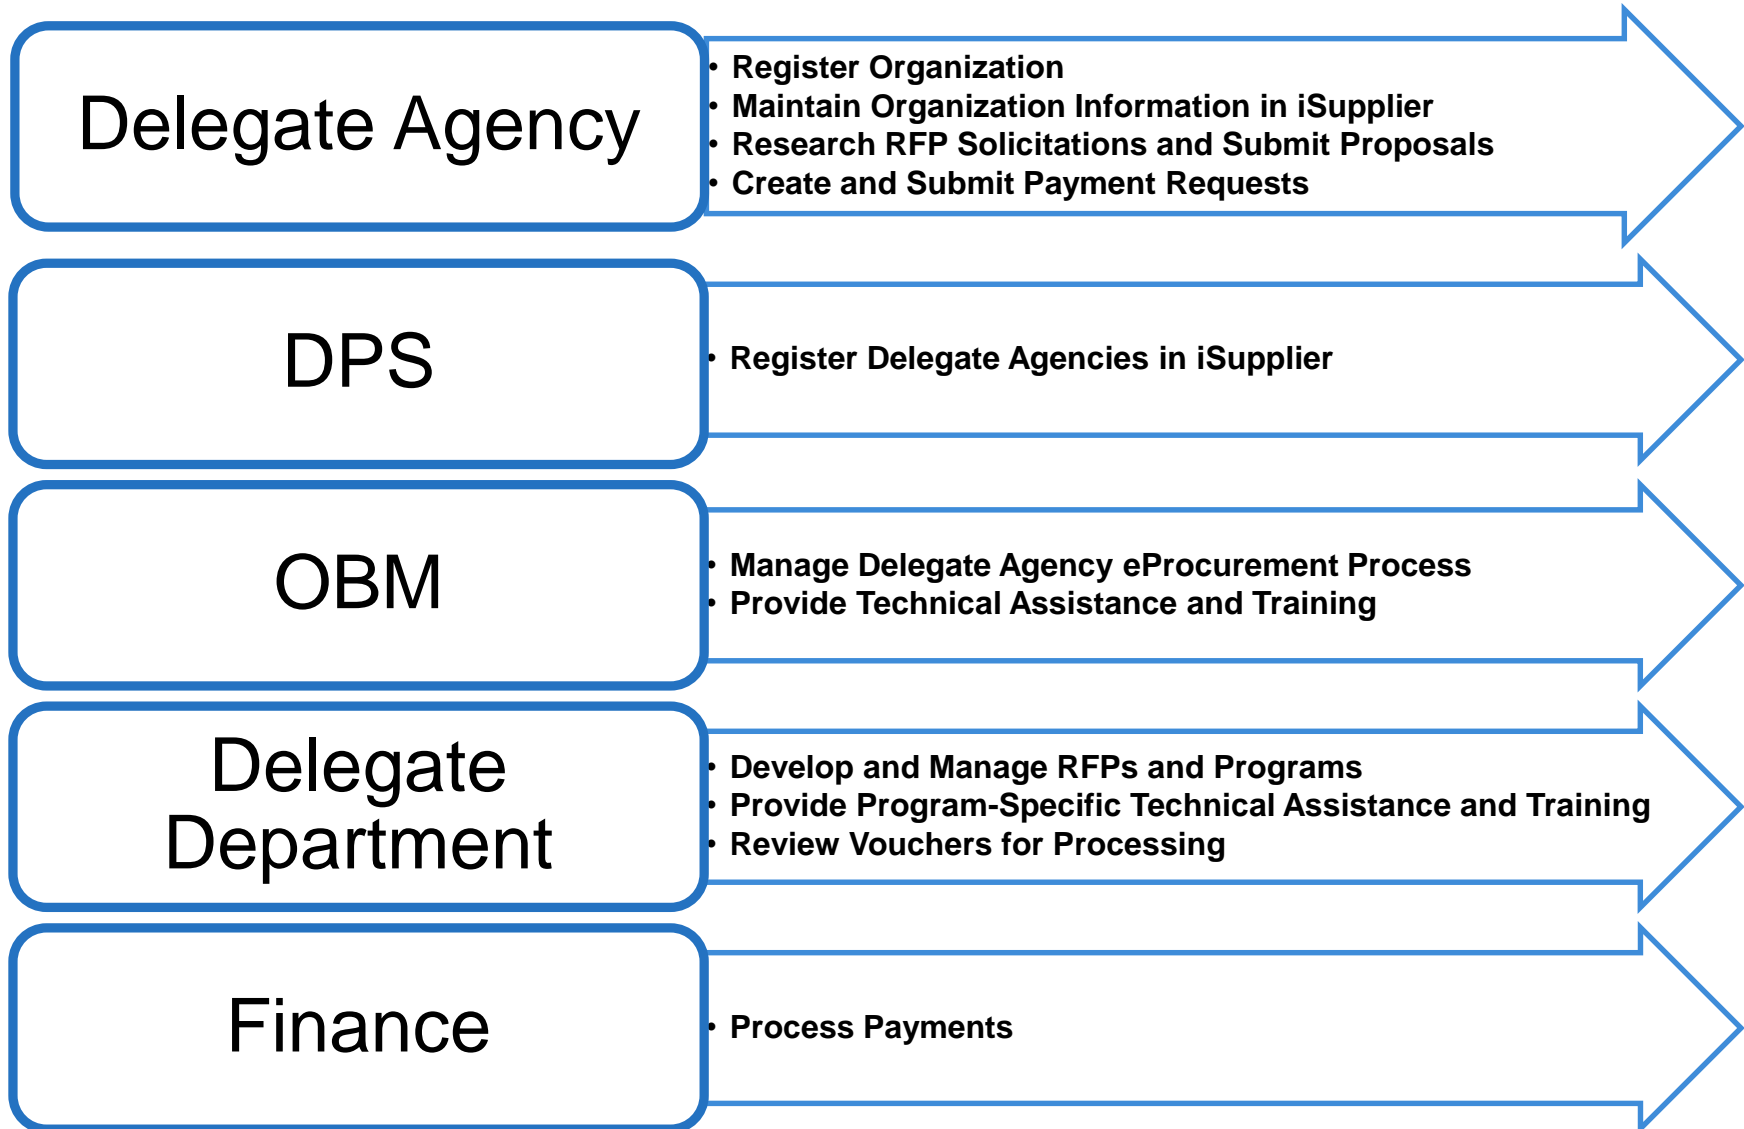 Delegate Agency
• Register Organization
• Maintain Organization Information in iSupplier
• Research RFP Solicitations and Submit Proposals
• Create and Submit Payment Requests
DPS
• Register Delegate Agencies in iSupplier
OBM
• Manage Delegate Agency eProcurement Process
• Provide Technical Assistance and Training
Delegate
Department
• Develop and Manage RFPs and Programs
• Provide Program-Specific Technical Assistance and Training
• Review Vouchers for Processing
Finance
• Process Payments